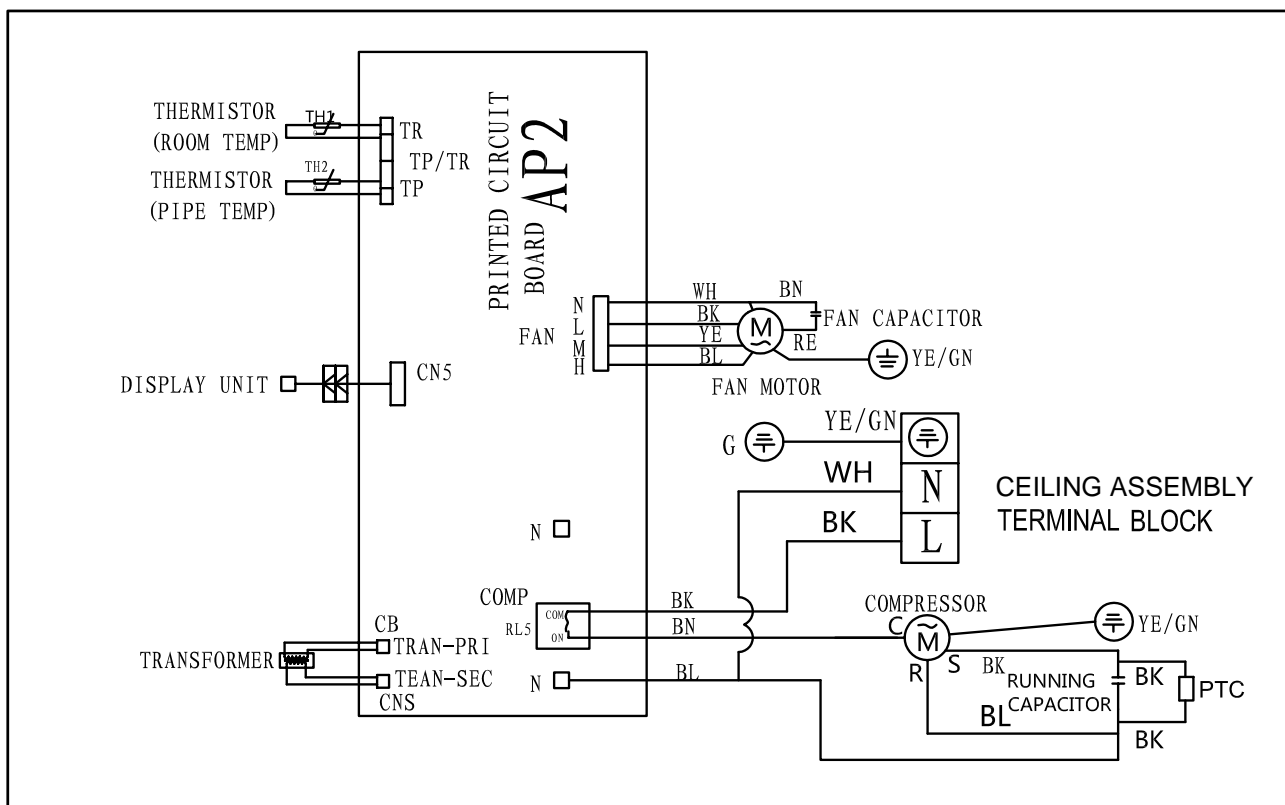 THERMISTOR
(ROOM TEMP)
TH1
TR
TP/TR
THERMISTOR
(PIPE TEMP)
TH2
TP
PRINTED CIRCUIT
BOARD
AP2
DISPLAY UNIT
CN5
FAN
N
L
M
H
WH
BK
YE
BL
BN
RE
M
FAN CAPACITOR
YE/GN
FAN MOTOR
YE/GN
G
WH
N
BK
L
CEILING ASSEMBLY
TERMINAL BLOCK
N
COMP
COM
RL5
ON
BK
BN
COMPRESSOR
C
M
YE/GN
R
S
BK
RUNNING
CAPACITOR
BK
PTC
BL
BK
CB
TRAN-PRI
TRANSFORMER
TEAN-SEC
CNS
N
BL